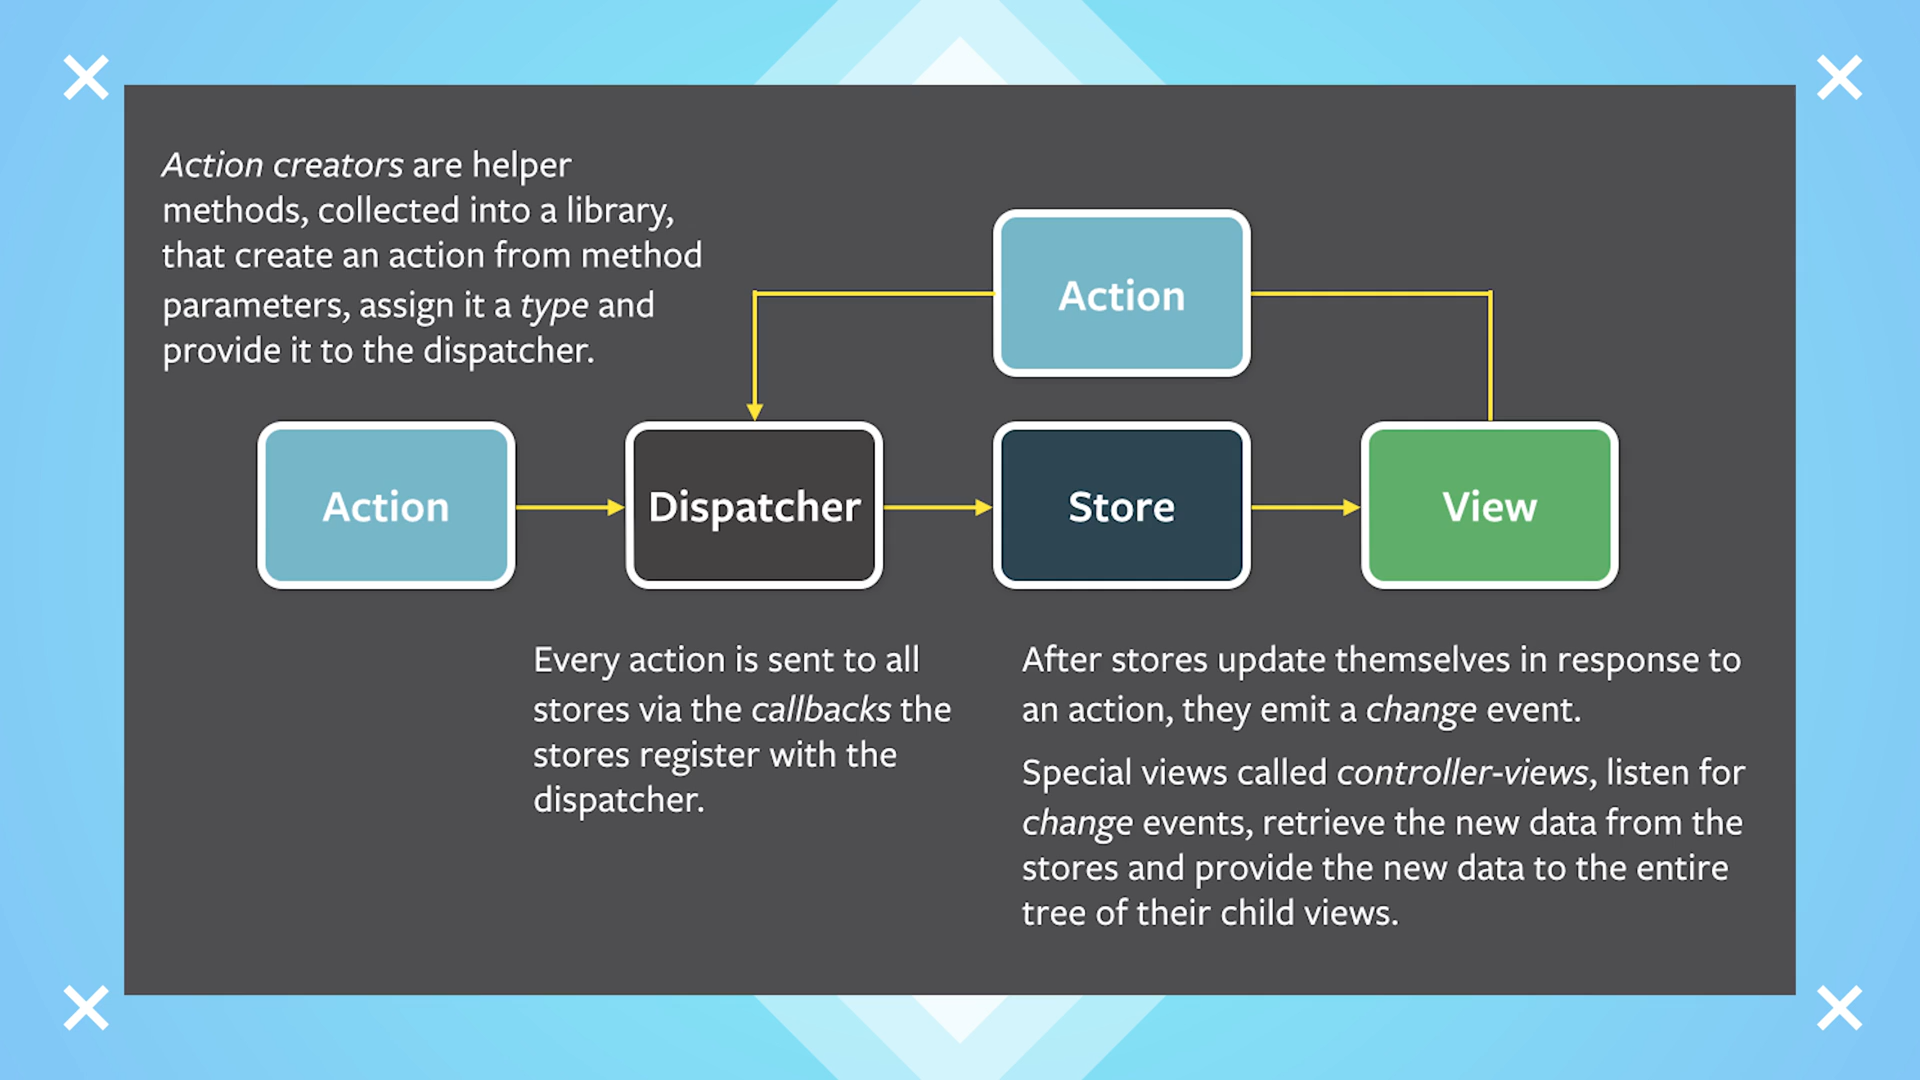 Action creators are helper
methods, collected into a library,
that create an action from method
parameters, assign it a type and
provide it to the dispatcher.
Action
Action
Dispatcher
Store
View
Every action is sent to all
stores via the callbacks the
stores register with the
dispatcher.
After stores update themselves in response to
an action, they emit a change event.
Special views called controller-views, listen for
change events, retrieve the new data from the
stores and provide the new data to the entire
tree of their child views.